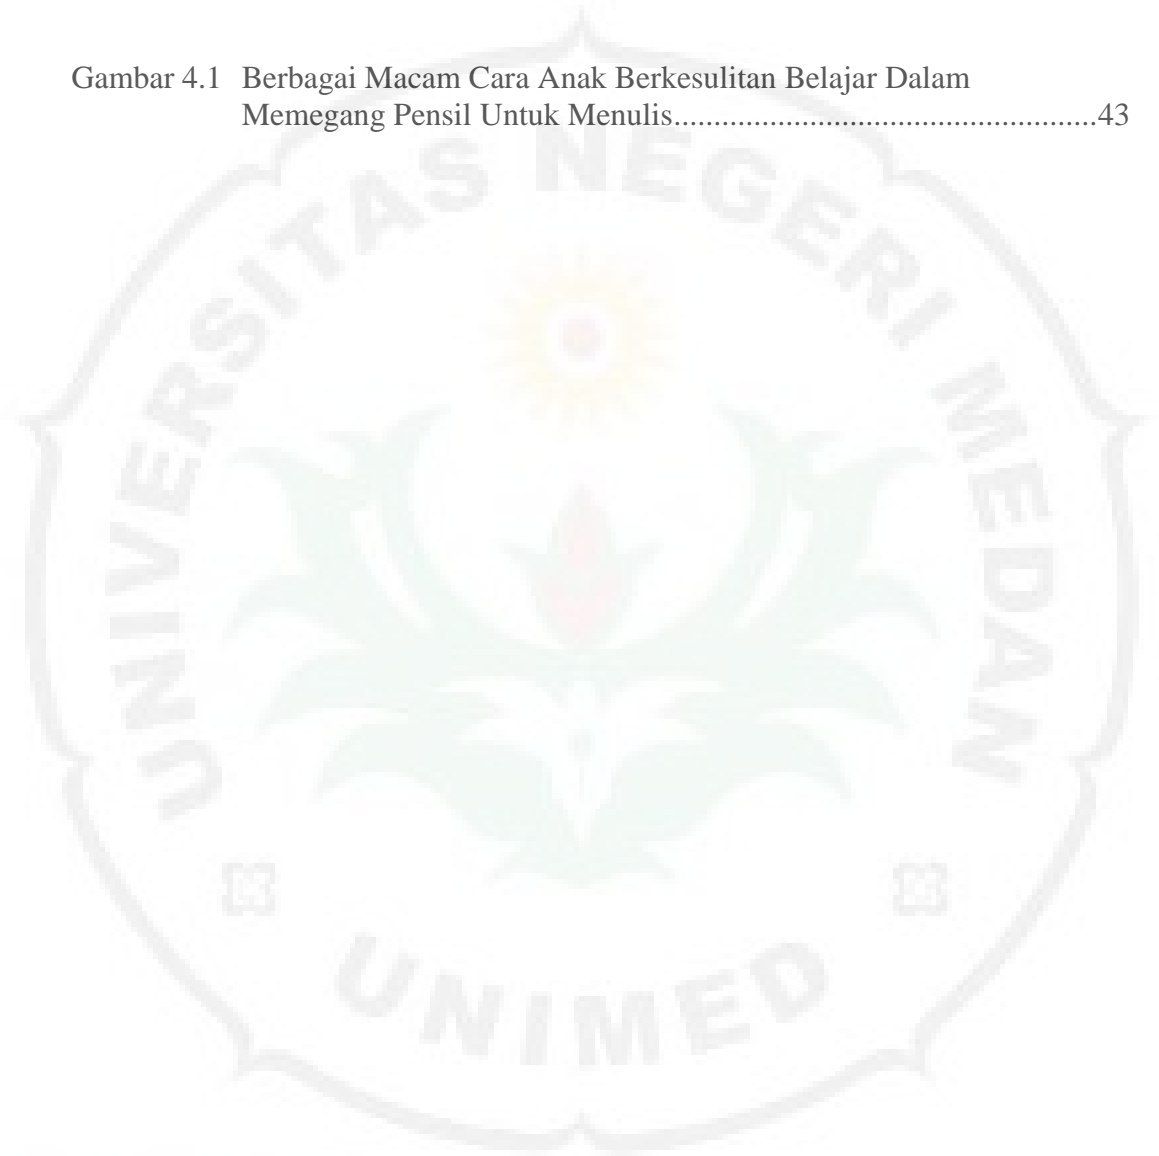 Gambar 4.1 Berbagai Macam Cara Anak Berkesulitan Belajar Dalam
Memegang Pensil Untuk Menulis.....................................................43
UNIVERSITAS NEGERI MEDAN
UNIMED